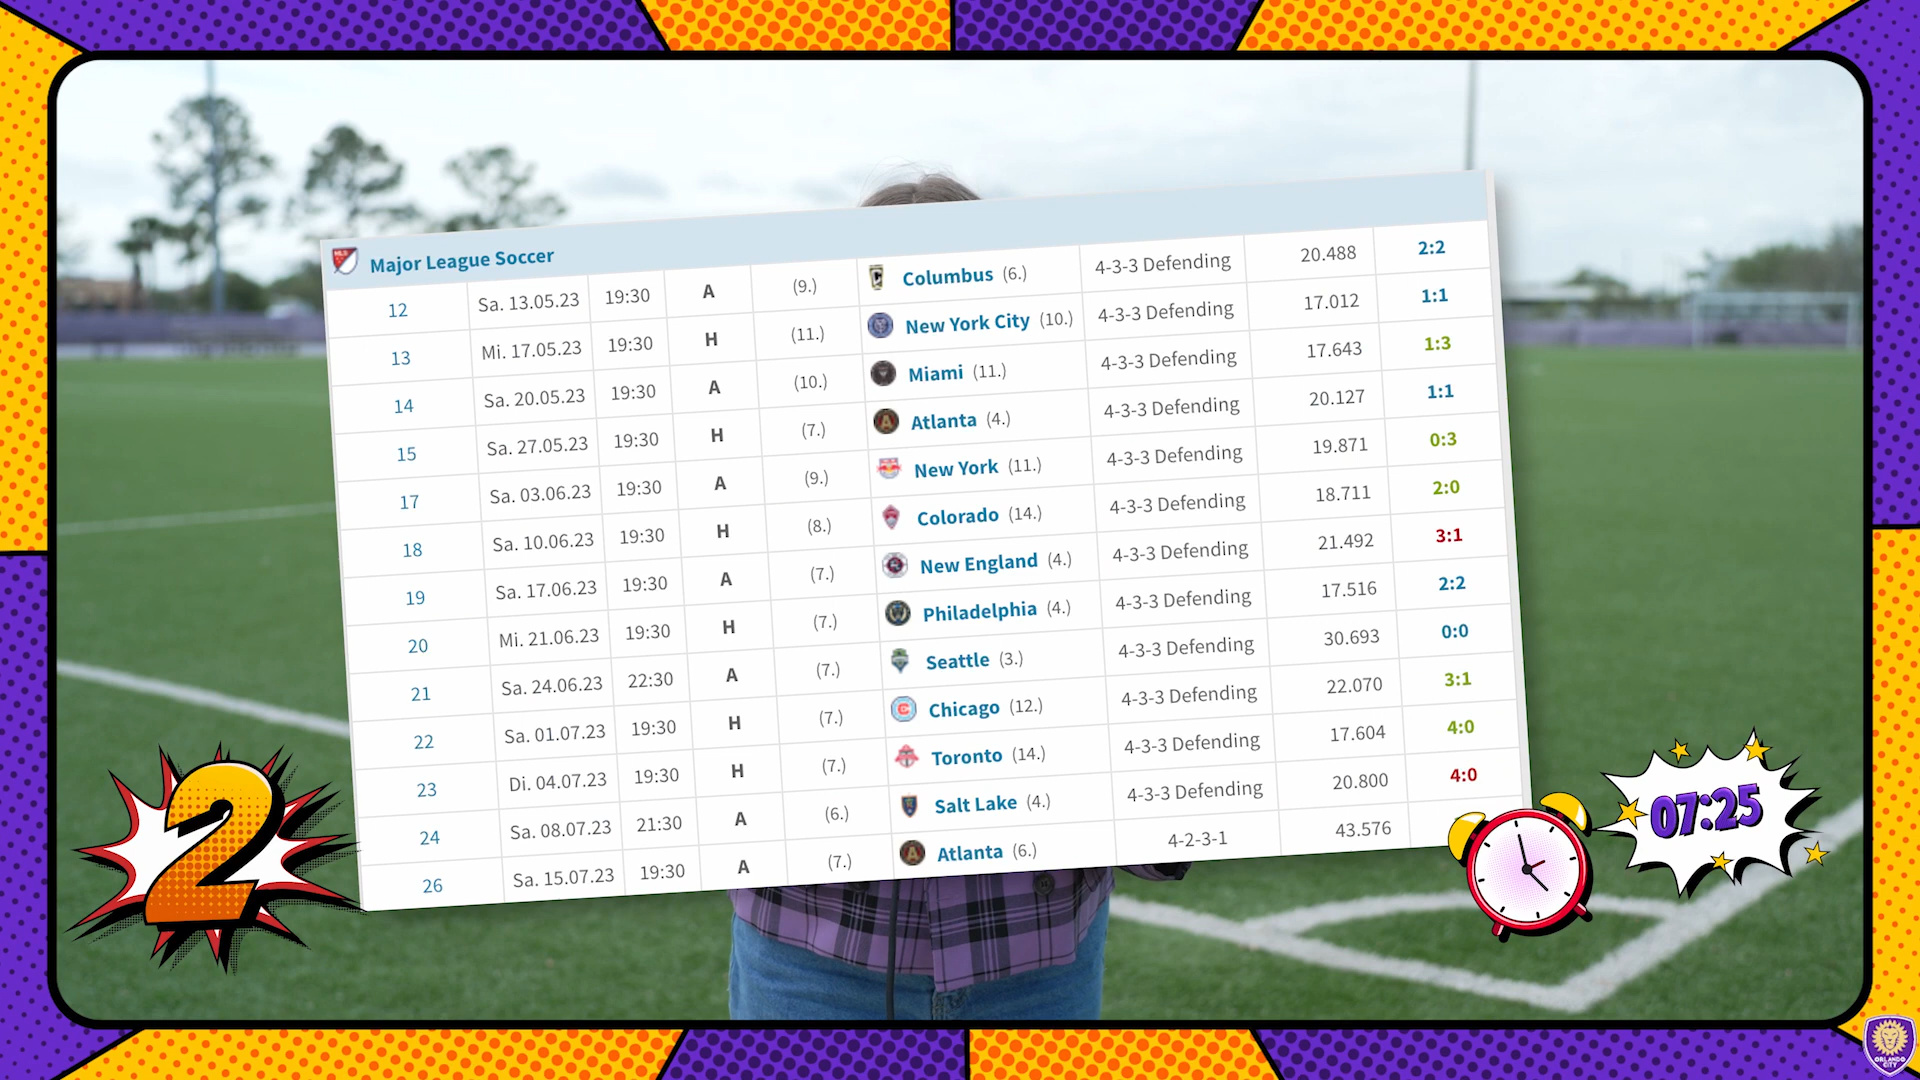 Major League Soccer
12 Sa. 13.05.23 19:30 A (9.) Columbus (6.) 4-3-3 Defending 20.488 2:2
13 Mi. 17.05.23 19:30 H (11.) New York City (10.) 4-3-3 Defending 17.012 1:1
14 Sa. 20.05.23 19:30 A (10.) Miami (11.) 4-3-3 Defending 17.643 1:3
15 Sa. 27.05.23 19:30 H (7.) Atlanta (4.) 4-3-3 Defending 20.127 1:1
17 Sa. 03.06.23 19:30 A (9.) New York (11.) 4-3-3 Defending 19.871 0:3
18 Sa. 10.06.23 19:30 H (8.) Colorado (14.) 4-3-3 Defending 18.711 2:0
19 Sa. 17.06.23 19:30 A (7.) New England (4.) 4-3-3 Defending 21.492 3:1
20 Mi. 21.06.23 19:30 H (7.) Philadelphia (4.) 4-3-3 Defending 17.516 2:2
21 Sa. 24.06.23 22:30 A (7.) Seattle (3.) 4-3-3 Defending 30.693 0:0
22 Sa. 01.07.23 19:30 H (7.) Chicago (12.) 4-3-3 Defending 22.070 3:1
23 Di. 04.07.23 19:30 H (7.) Toronto (14.) 4-3-3 Defending 17.604 4:0
24 Sa. 08.07.23 21:30 A (6.) Salt Lake (4.) 4-3-3 Defending 20.800 4:0
26 Sa. 15.07.23 19:30 A (7.) Atlanta (6.) 4-2-3-1 43.576
2
07:25
ORLANDO
CITY